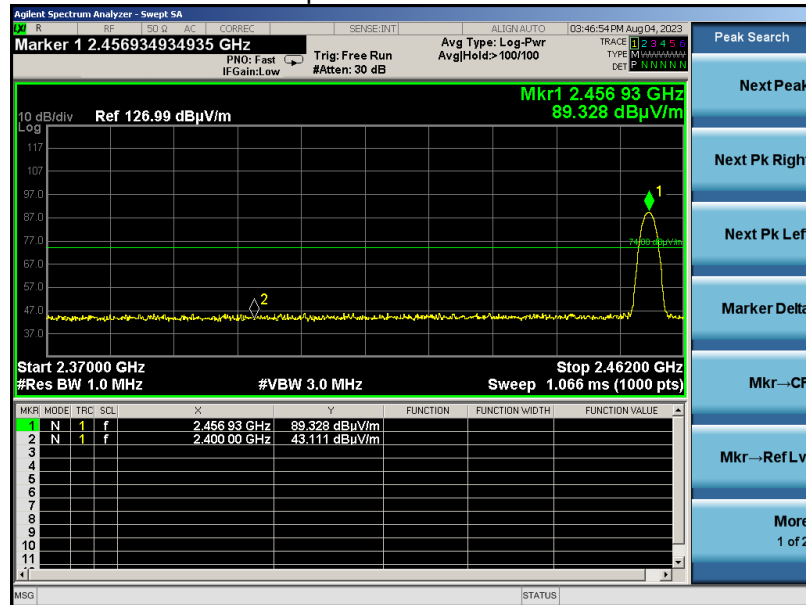 Agilent Spectrum Analyzer - Swept SA
LXI R RF 50 Ω AC CORREC SENSE:INT ALIGN AUTO 03:46:54 PM Aug 04, 2023
Marker 1 2.456934934935 GHz
PNO: Fast
IFGain:Low
Trig: Free Run
#Atten: 30 dB
Avg Type: Log-Pwr
Avg|Hold:> 100/100
TRACE 1 2 3 4 5 6
TYPE M W W W W W
DET P N N N N N
Peak Search
Mkr1 2.456 93 GHz
89.328 dBµV/m
10 dB/div Ref 126.99 dBµV/m
Log
117
107
97.0
87.0
77.0
67.0
57.0
47.0
37.0
1
74.00 dBµV/m
2
Start 2.37000 GHz Stop 2.46200 GHz
#Res BW 1.0 MHz #VBW 3.0 MHz Sweep 1.066 ms (1000 pts)
MKR MODE TRC SCL X Y FUNCTION FUNCTION WIDTH FUNCTION VALUE
1 N 1 f 2.456 93 GHz 89.328 dBµV/m
2 N 1 f 2.400 00 GHz 43.111 dBµV/m
3
4
5
6
7
8
9
10
11
MSG STATUS
Next Peak
Next Pk Righ
Next Pk Lef
Marker Delta
Mkr→CF
Mkr→Ref Lv
More
1 of 2